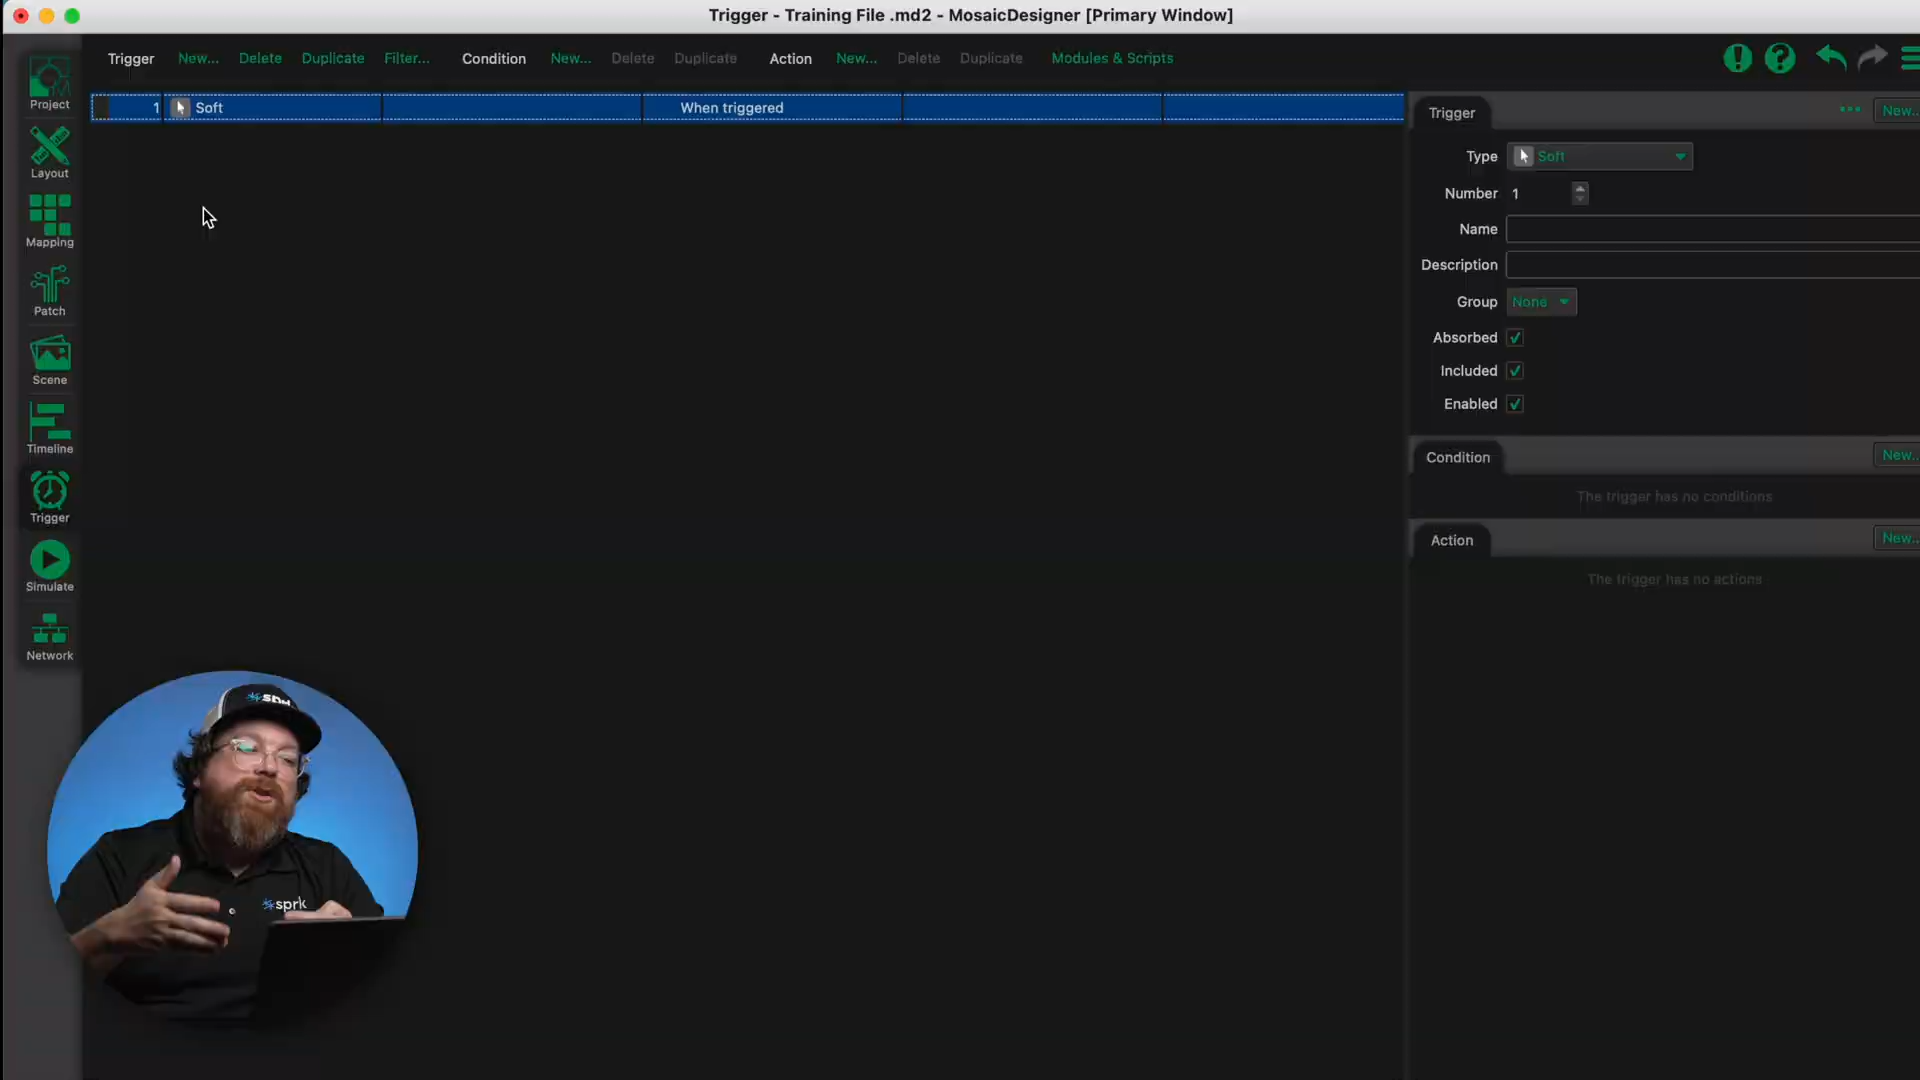 Trigger - Training File .md2 - MosaicDesigner [Primary Window]
Trigger New... Delete Duplicate Filter... Condition New... Delete Duplicate Action New... Delete Duplicate Modules & Scripts
Project
Layout
Mapping
Patch
Scene
Timeline
Trigger
Simulate
Network
1 Soft When triggered
Trigger New..
Type Soft
Number 1
Name
Description
Group None
Absorbed
Included
Enabled
Condition New..
The trigger has no conditions
Action New..
The trigger has no actions
sprk